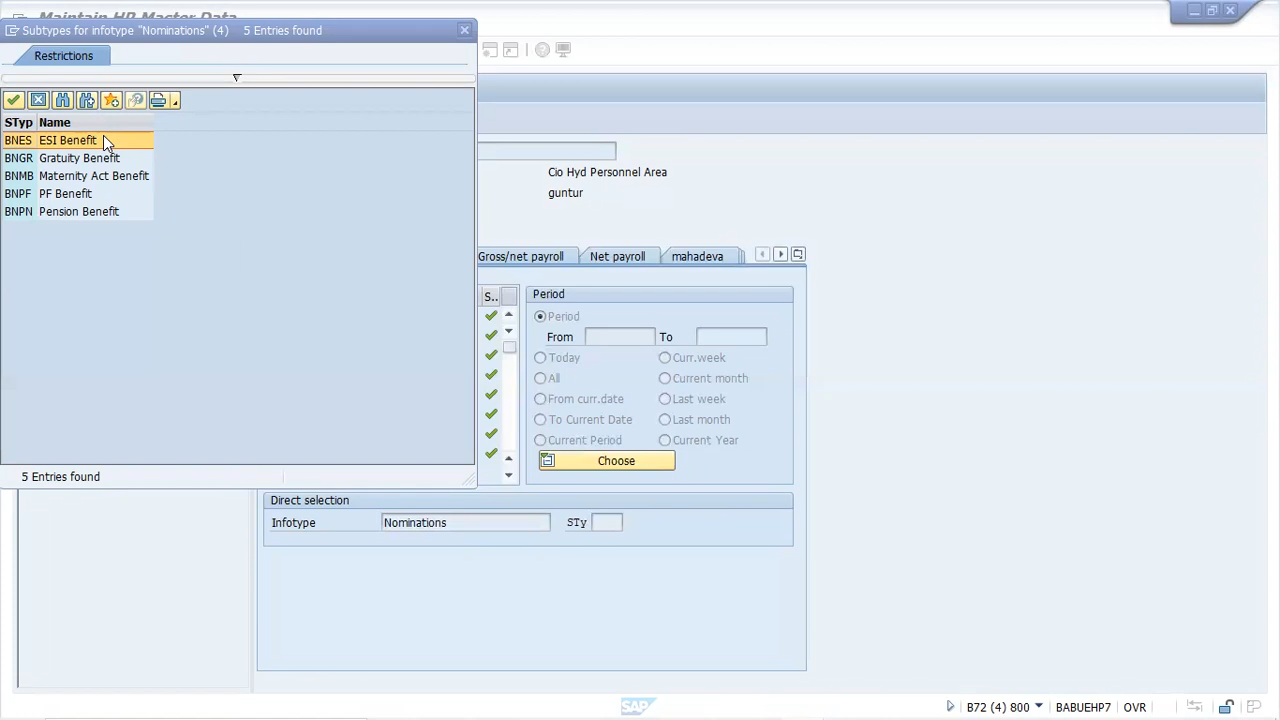 Maintain HR Master Data
Subtypes for infotype "Nominations" (4) 5 Entries found
Restrictions
STyp Name
BNES ESI Benefit
BNGR Gratuity Benefit
BNMB Maternity Act Benefit
BNPF PF Benefit
BNPN Pension Benefit
5 Entries found
Cio Hyd Personnel Area
guntur
Gross/net payroll Net payroll mahadeva
S..
Period
Period
From To
Today Curr.week
All Current month
From curr.date Last week
To Current Date Last month
Current Period Current Year
Choose
Direct selection
Infotype Nominations STy
SAP
B72 (4) 800 BABUEHP7 OVR